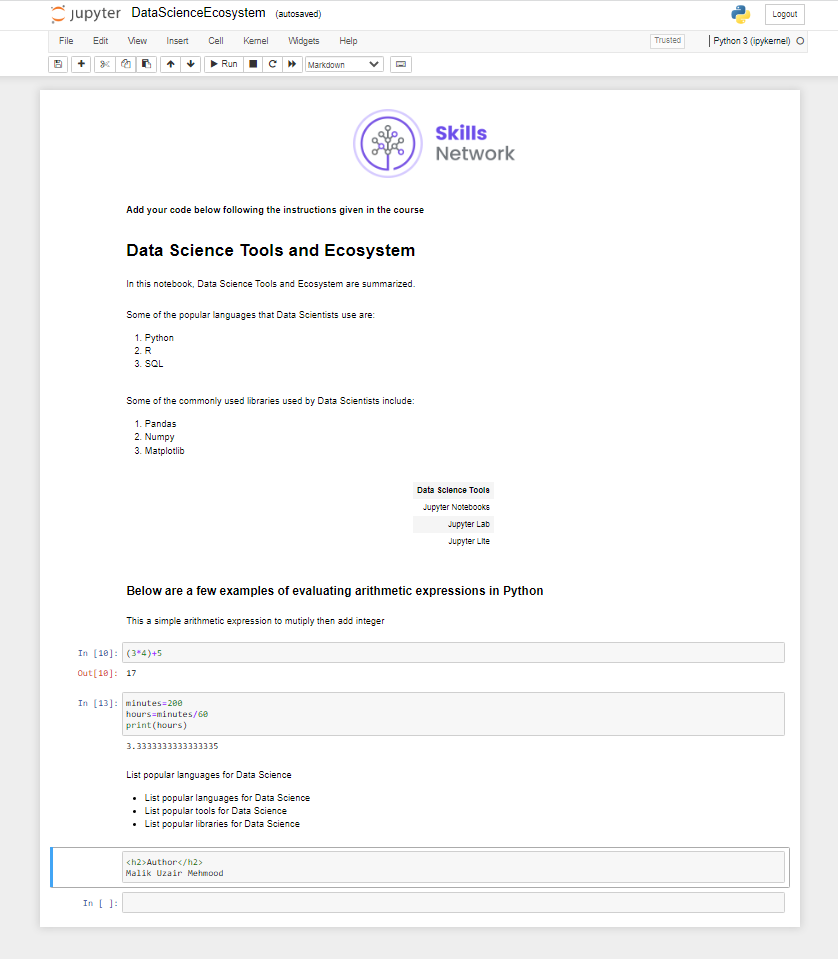 jupyter DataScienceEcosystem (autosaved)
Logout
File Edit View Insert Cell Kernel Widgets Help
Trusted
Python 3 (ipykernel)
Run
Markdown
Skills
Network
Add your code below following the instructions given in the course
Data Science Tools and Ecosystem
In this notebook, Data Science Tools and Ecosystem are summarized.
Some of the popular languages that Data Scientists use are:
1. Python
2. R
3. SQL
Some of the commonly used libraries used by Data Scientists include:
1. Pandas
2. Numpy
3. Matplotlib
Data Science Tools
Jupyter Notebooks
Jupyter Lab
Jupyter Lite
Below are a few examples of evaluating arithmetic expressions in Python
This a simple arithmetic expression to mutiply then add integer
In [10]: (3*4)+5
Out[10]: 17
In [13]: minutes=200
hours=minutes/60
print(hours)
3.3333333333333335
List popular languages for Data Science
• List popular languages for Data Science
• List popular tools for Data Science
• List popular libraries for Data Science
<h2>Author</h2>
Malik Uzair Mehmood
In [ ]: